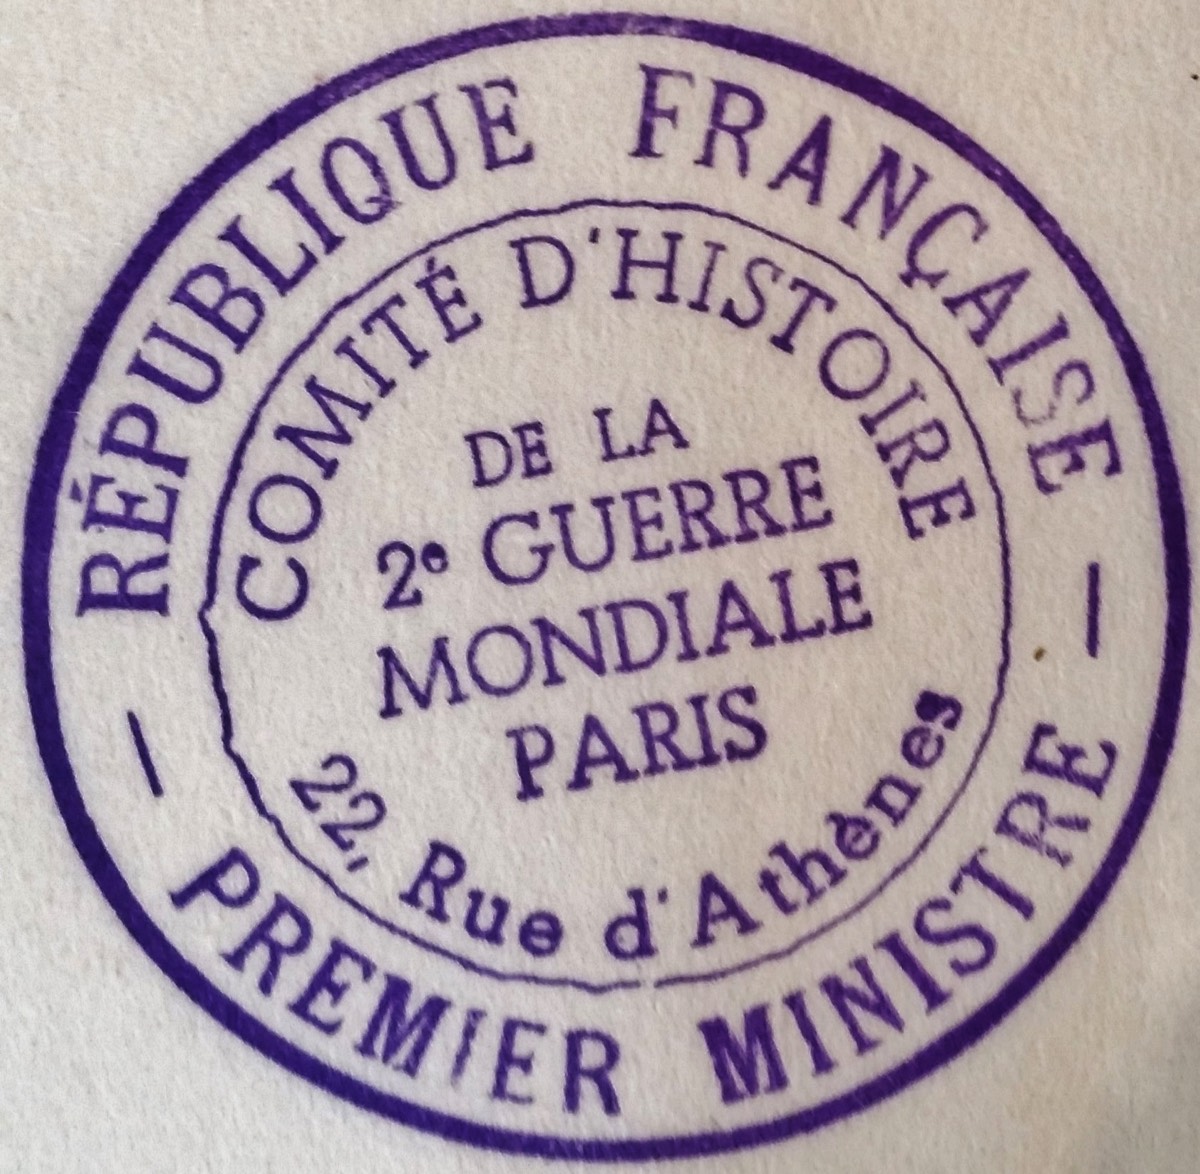 RÉPUBLIQUE FRANÇAISE
COMITÉ D'HISTOIRE
DE LA
2e GUERRE
MONDIALE
PARIS
22, Rue d'Athènes
— PREMIER MINISTRE —